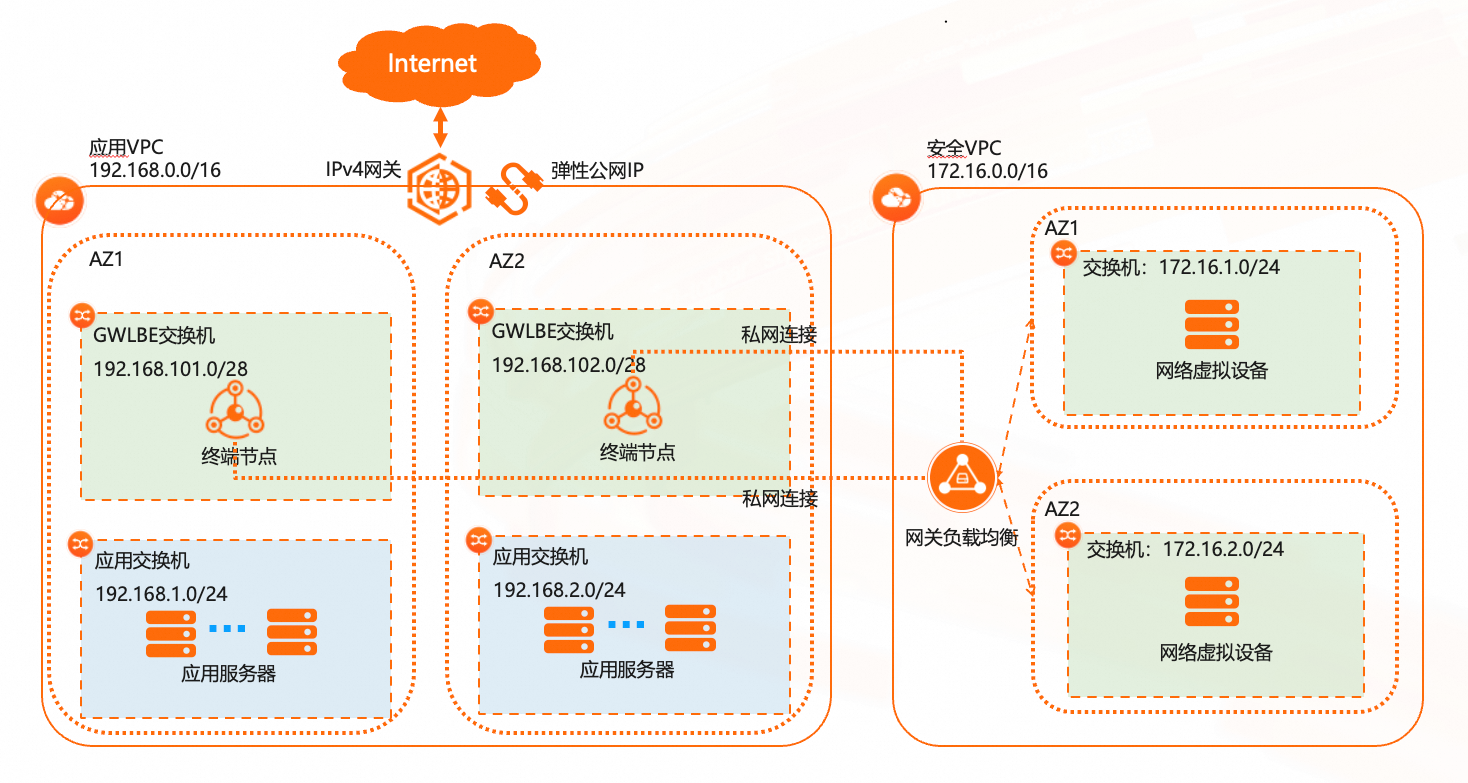 Internet
应用VPC
192.168.0.0/16
IPv4网关
弹性公网IP
AZ1
GWLBE交换机
192.168.101.0/28
终端节点
应用交换机
192.168.1.0/24
应用服务器
AZ2
GWLBE交换机
192.168.102.0/28
终端节点
私网连接
私网连接
应用交换机
192.168.2.0/24
应用服务器
安全VPC
172.16.0.0/16
网关负载均衡
AZ1
交换机：172.16.1.0/24
网络虚拟设备
AZ2
交换机：172.16.2.0/24
网络虚拟设备